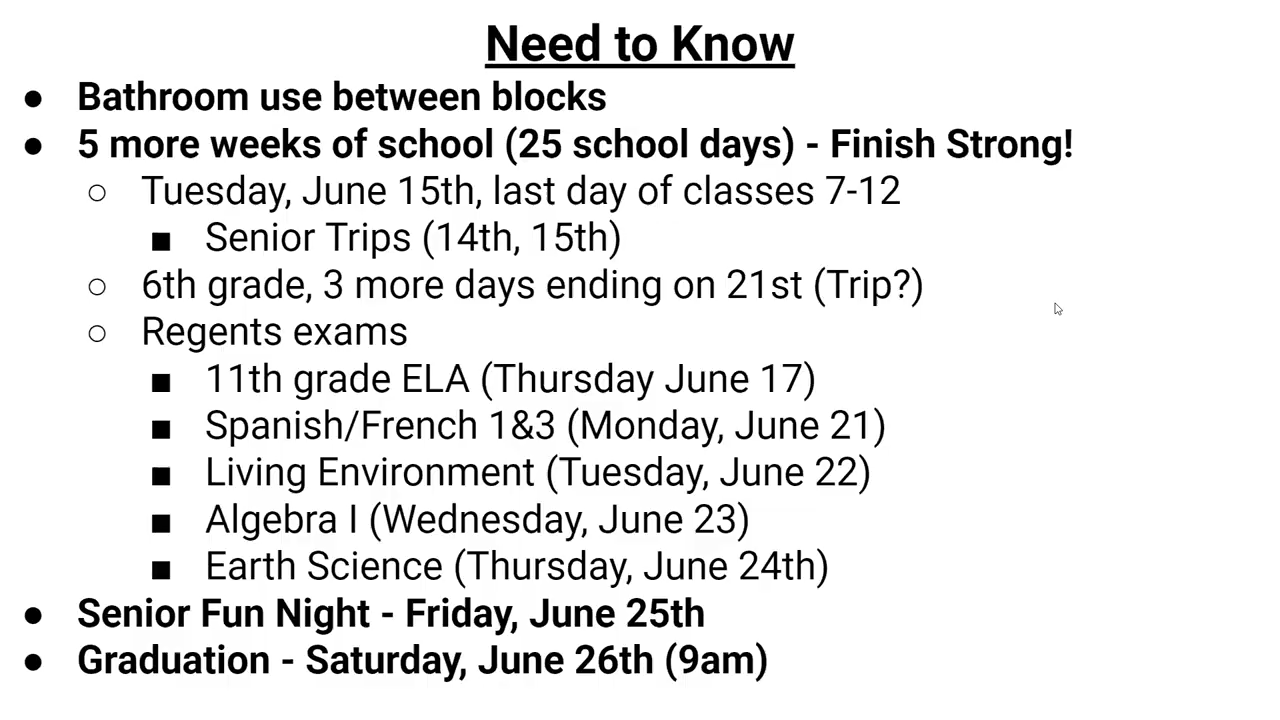 Need to Know
● Bathroom use between blocks
● 5 more weeks of school (25 school days) - Finish Strong!
○ Tuesday, June 15th, last day of classes 7-12
■ Senior Trips (14th, 15th)
○ 6th grade, 3 more days ending on 21st (Trip?)
○ Regents exams
■ 11th grade ELA (Thursday June 17)
■ Spanish/French 1&3 (Monday, June 21)
■ Living Environment (Tuesday, June 22)
■ Algebra I (Wednesday, June 23)
■ Earth Science (Thursday, June 24th)
● Senior Fun Night - Friday, June 25th
● Graduation - Saturday, June 26th (9am)